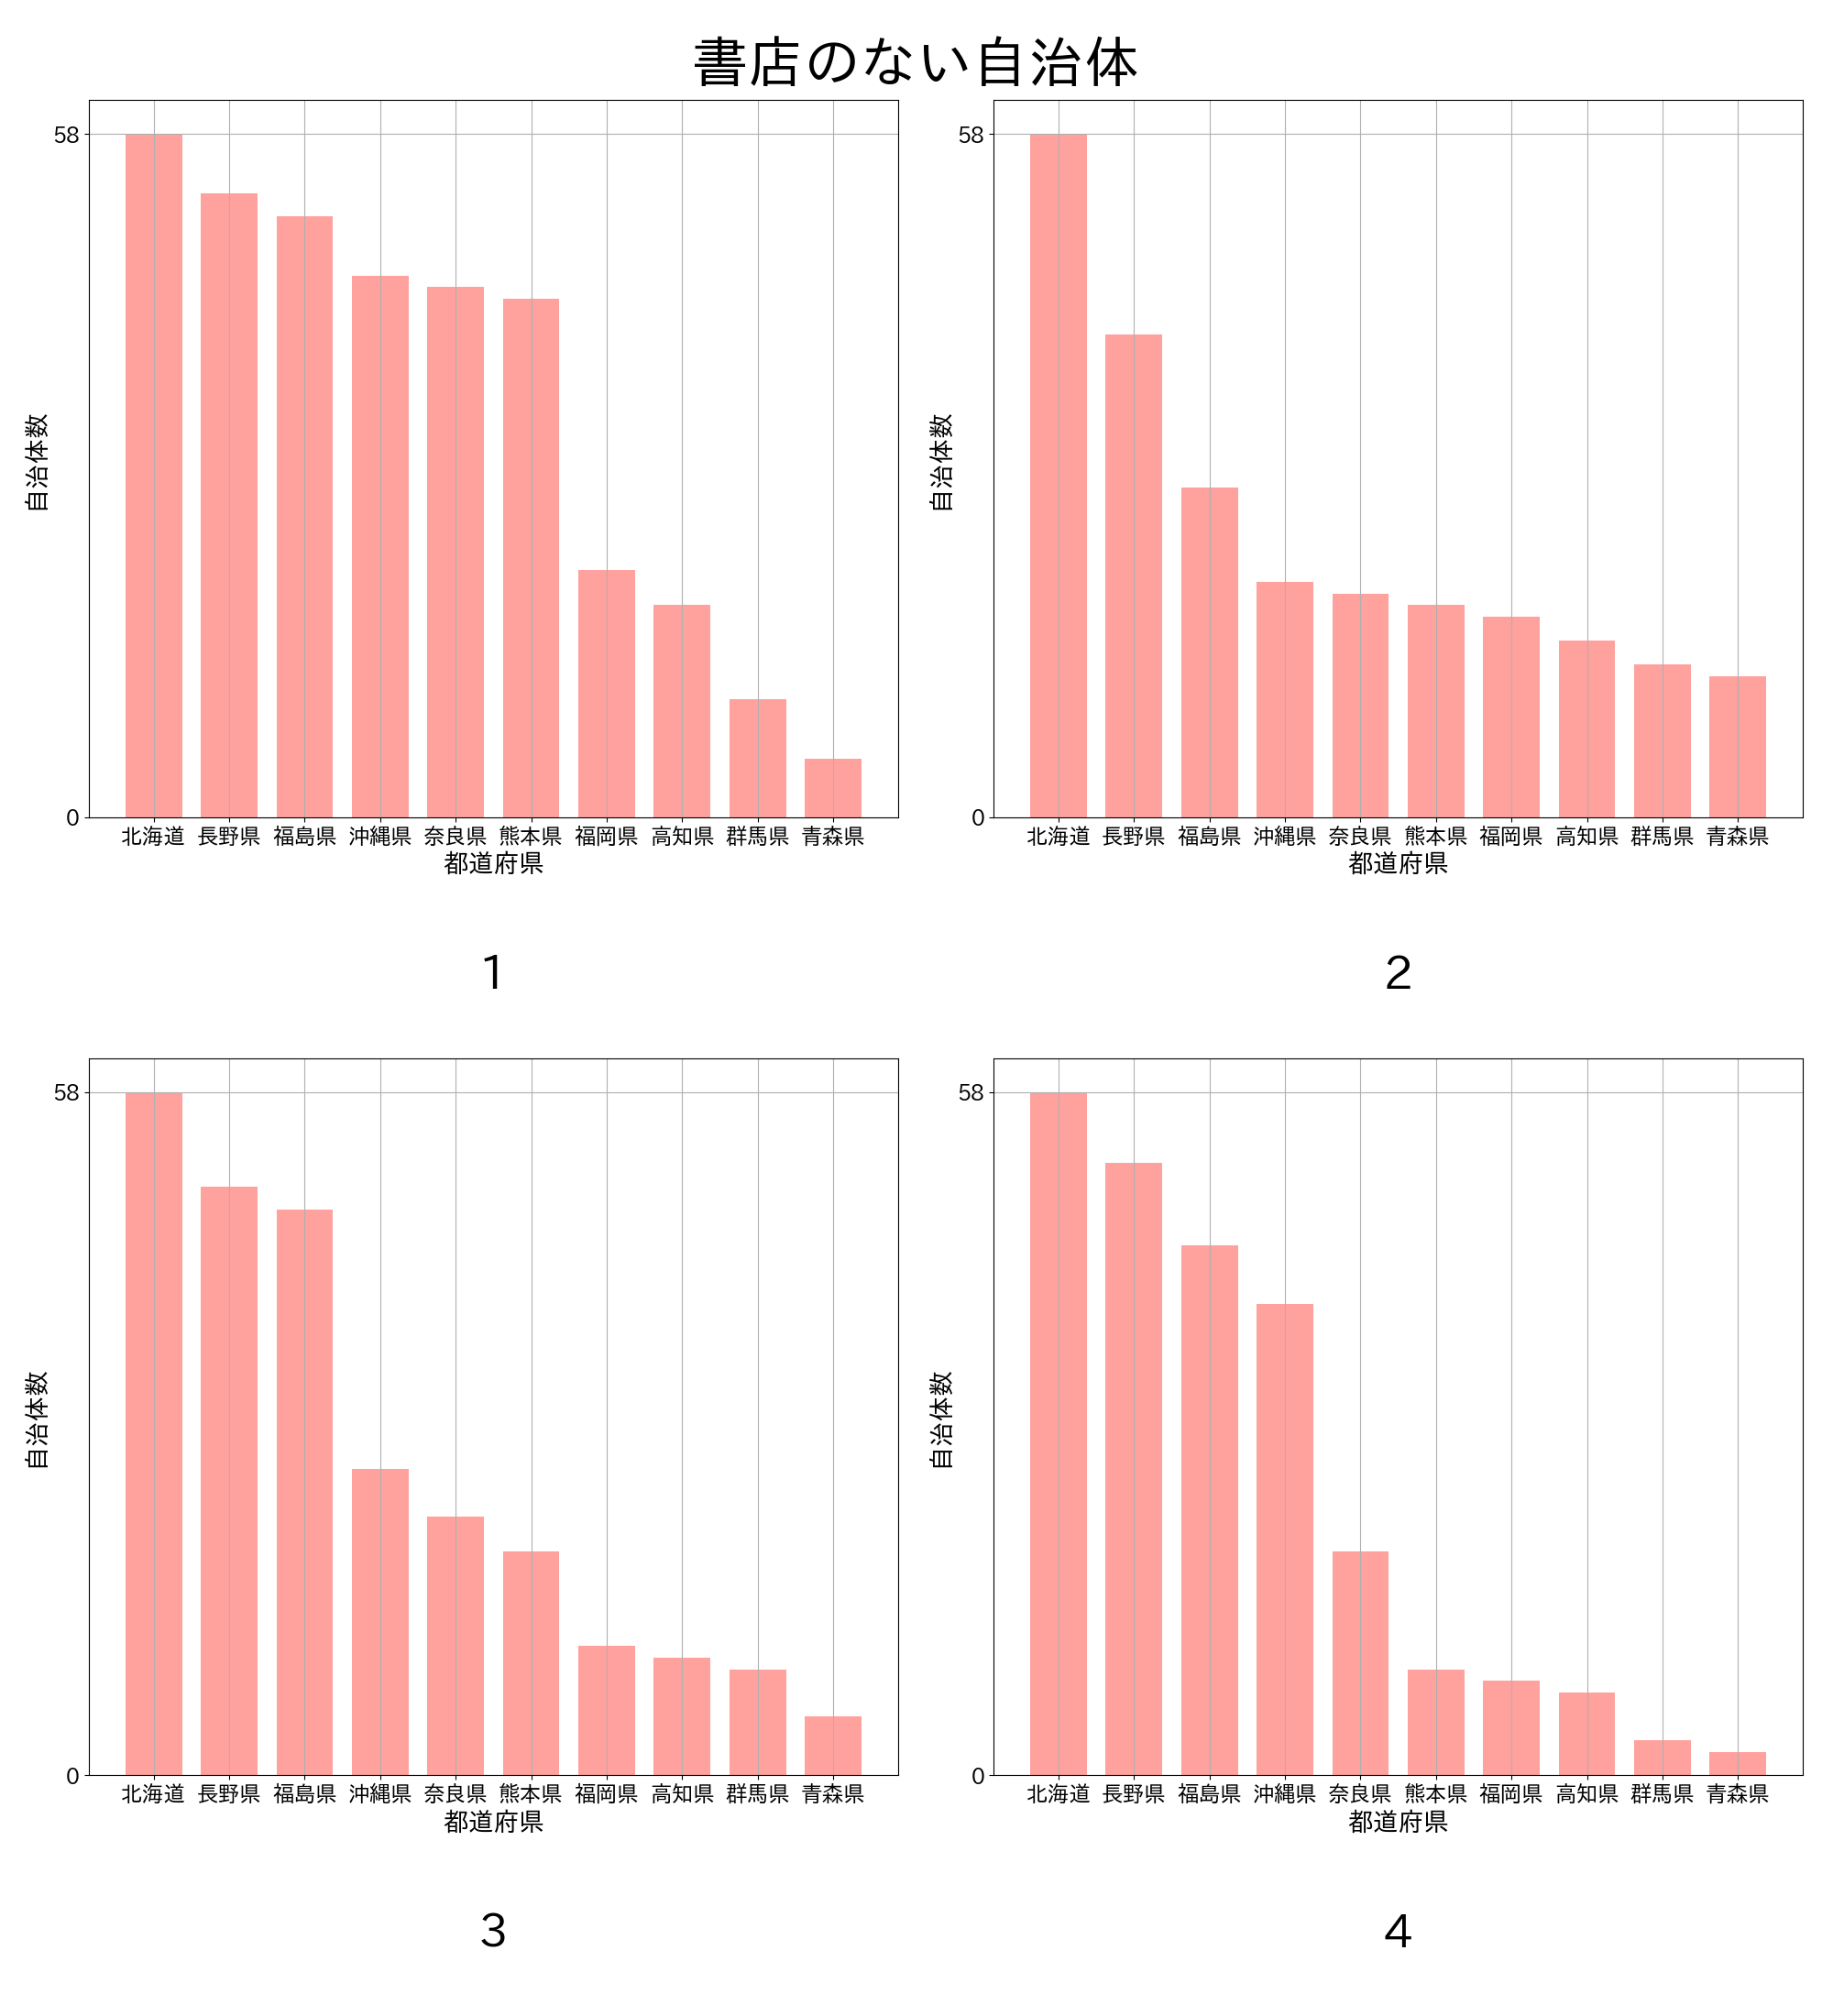 書店のない自治体
58
0
自治体数
北海道 長野県 福島県 沖縄県 奈良県 熊本県 福岡県 高知県 群馬県 青森県
都道府県
1
58
0
自治体数
北海道 長野県 福島県 沖縄県 奈良県 熊本県 福岡県 高知県 群馬県 青森県
都道府県
2
58
0
自治体数
北海道 長野県 福島県 沖縄県 奈良県 熊本県 福岡県 高知県 群馬県 青森県
都道府県
3
58
0
自治体数
北海道 長野県 福島県 沖縄県 奈良県 熊本県 福岡県 高知県 群馬県 青森県
都道府県
4